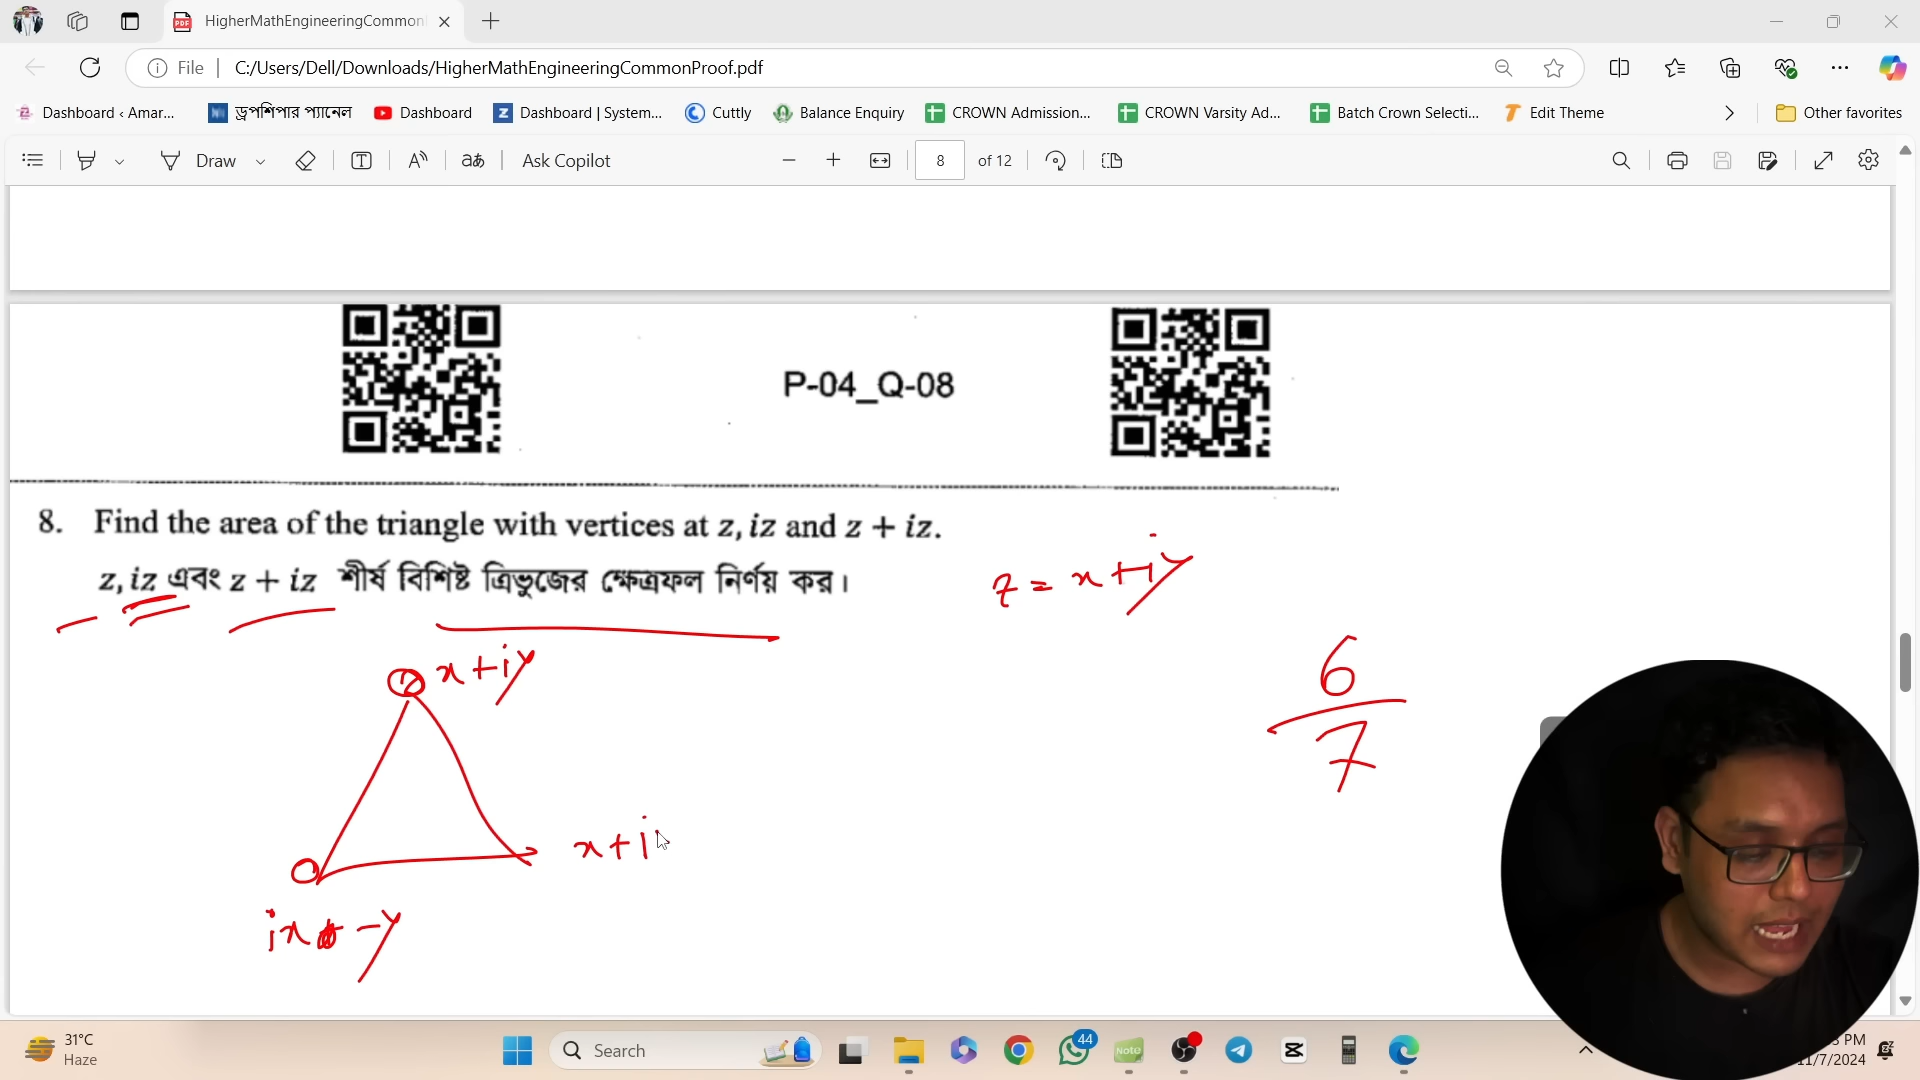 HigherMathEngineeringCommon
File
C:/Users/Dell/Downloads/HigherMathEngineeringCommonProof.pdf
Dashboard ‹ Amar...
ড্রপশিপার প্যানেল
Dashboard
Dashboard | System...
Cuttly
Balance Enquiry
CROWN Admission...
CROWN Varsity Ad...
Batch Crown Selecti...
Edit Theme
Other favorites
Draw
Ask Copilot
8 of 12
P-04_Q-08
8. Find the area of the triangle with vertices at z, iz and z + iz.
z, iz এবং z + iz শীর্ষ বিশিষ্ট ত্রিভুজের ক্ষেত্রফল নির্ণয় কর।
z = x + iy
x + iy
6
7
x + i
ix - y
31°C
Haze
Search
44
PM
11/7/2024